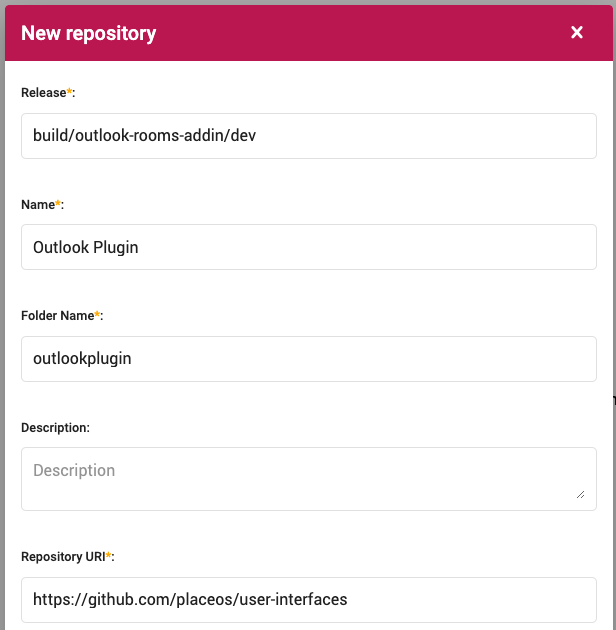 New repository
Release*:
build/outlook-rooms-addin/dev
Name*:
Outlook Plugin
Folder Name*:
outlookplugin
Description:
Description
Repository URI*:
https://github.com/placeos/user-interfaces